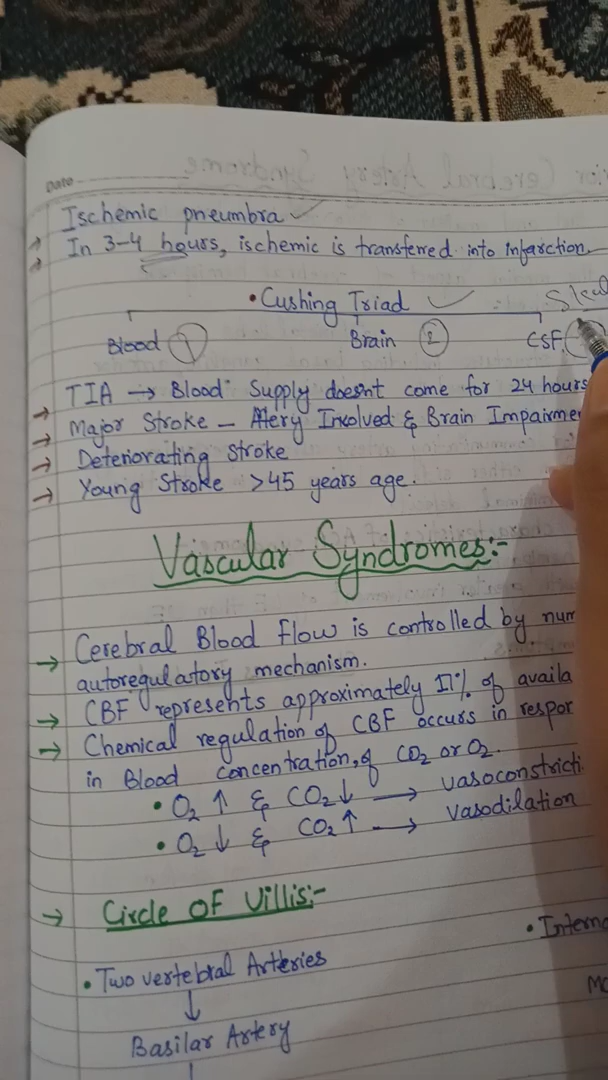 Date
Ischemic pneumbra
→ In 3-4 hours, ischemic is transferred into infarction.
• Cushing Triad
Blood 1 Brain 2 CSF
→ TIA → Blood Supply doesnt come for 24 hours
→ Major Stroke - Atery Involved & Brain Impairme
→ Deteriorating Stroke
→ Young Stroke >45 years age.
Vascular Syndromes:-
→ Cerebral Blood flow is controlled by num
autoregulatory mechanism.
→ CBF represents approximately 17% of availa
→ Chemical regulation of CBF occurs in respor
in Blood concentration, of CO2 or O2.
• O2 ↑ & CO2 ↓ → vasoconstricti
• O2 ↓ & CO2 ↑ → vasodilation
→ Circle OF Villis:-
• Interna
• Two vertebral Arteries
↓
Basilar Artery